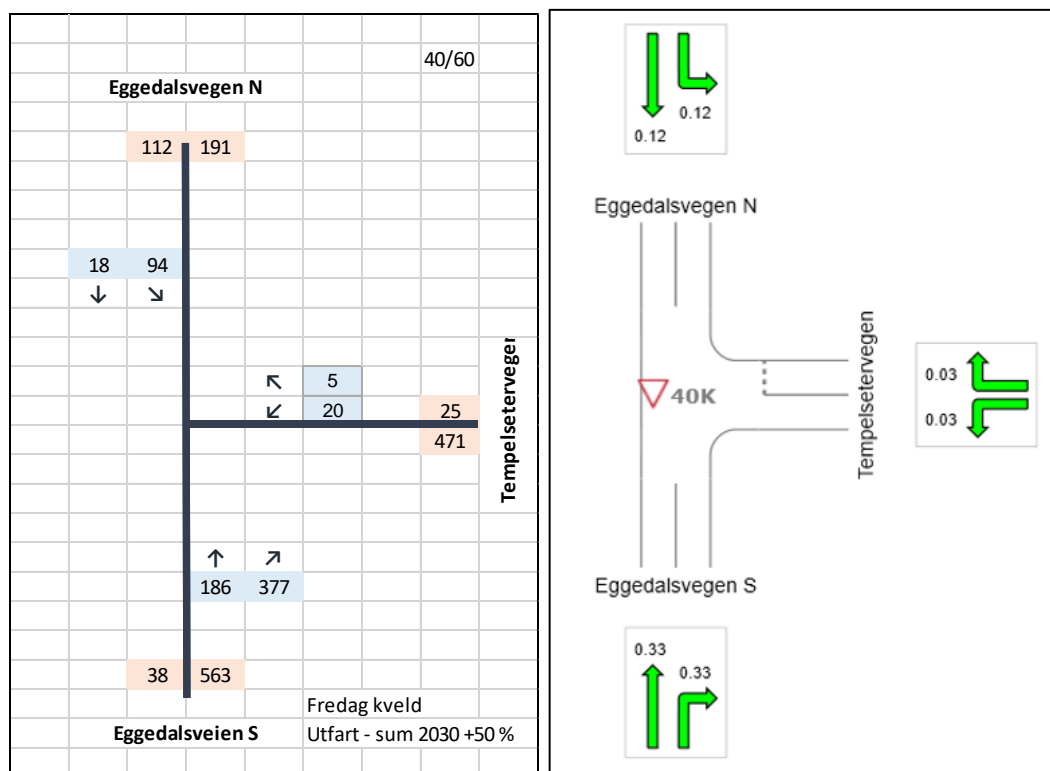 40/60
Eggedalsvegen N
112 191
18 94
↓ ↘
↖ 5
↙ 20 25
471
Tempelsetervegen
↑ ↗
186 377
38 563
Fredag kveld
Eggedalsveien S Utfart - sum 2030 +50 %
0.12
0.12
Eggedalsvegen N
40K
Tempelsetervegen
0.03
0.03
Eggedalsvegen S
0.33
0.33